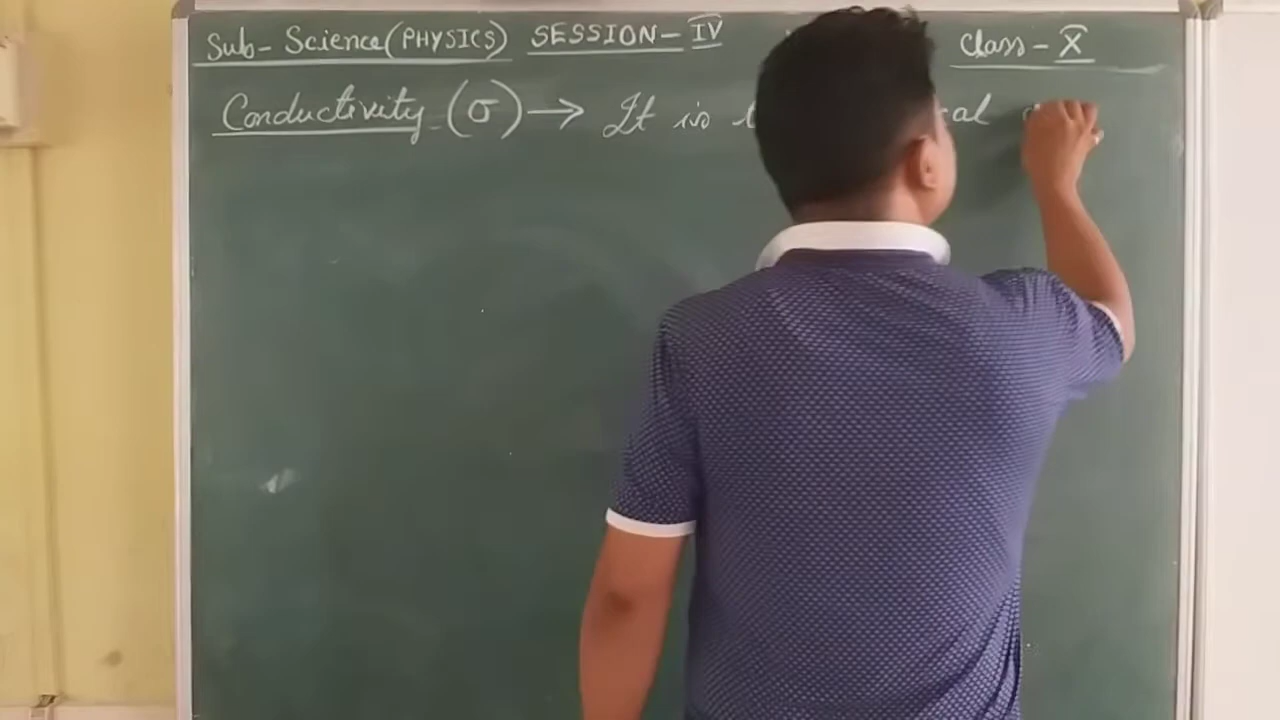 Sub- Science (PHYSICS) SESSION - IV Class - X
Conductivity (σ) → It is